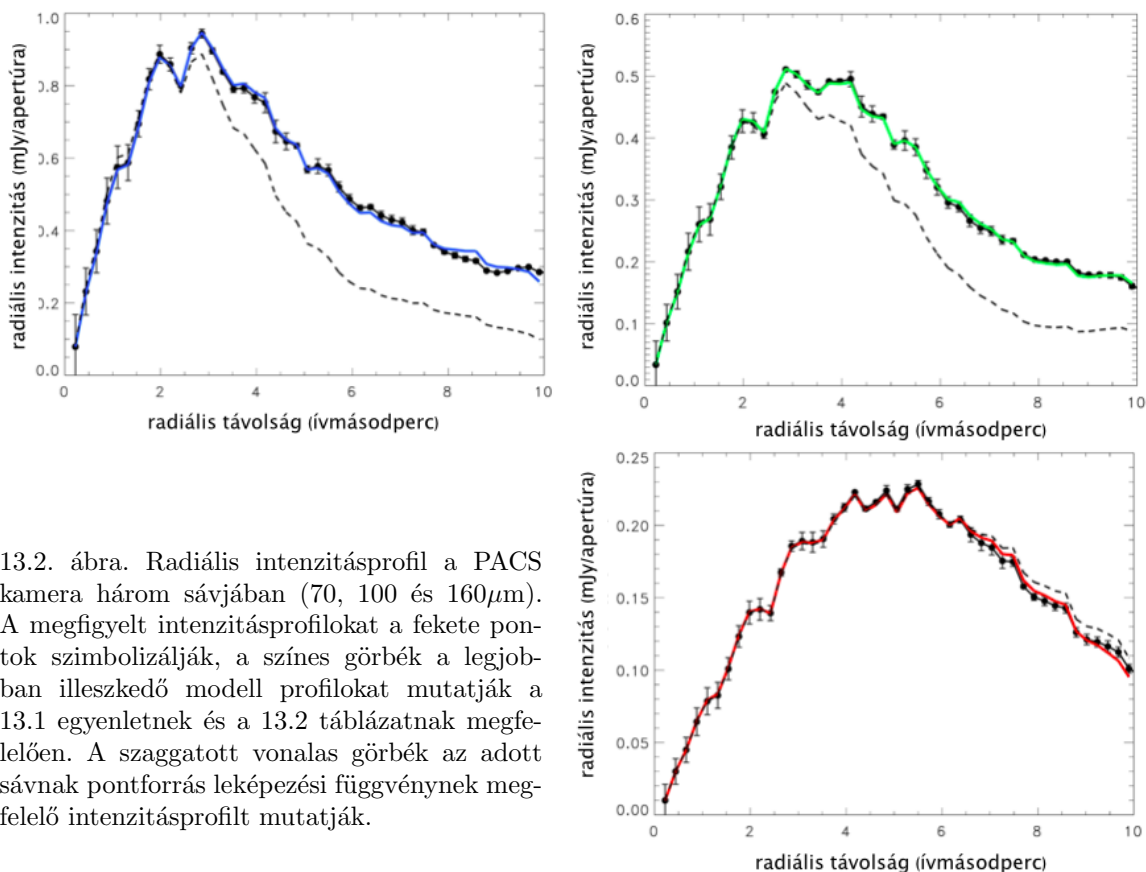 1.0
0.8
0.6
0.4
0.2
0.0
radiális intenzitás (mJy/apertúra)
0 2 4 6 8 10
radiális távolság (ívmásodperc)
0.6
0.5
0.4
0.3
0.2
0.1
0.0
radiális intenzitás (mJy/apertúra)
0 2 4 6 8 10
radiális távolság (ívmásodperc)
13.2. ábra. Radiális intenzitásprofil a PACS
kamera három sávjában (70, 100 és 160μm).
A megfigyelt intenzitásprofilokat a fekete pon-
tok szimbolizálják, a színes görbék a legjob-
ban illeszkedő modell profilokat mutatják a
13.1 egyenletnek és a 13.2 táblázatnak megfe-
lelően. A szaggatott vonalas görbék az adott
sávnak pontforrás leképezési függvénynek meg-
felelő intenzitásprofilt mutatják.
0.25
0.20
0.15
0.10
0.05
0.00
radiális intenzitás (mJy/apertúra)
0 2 4 6 8 10
radiális távolság (ívmásodperc)